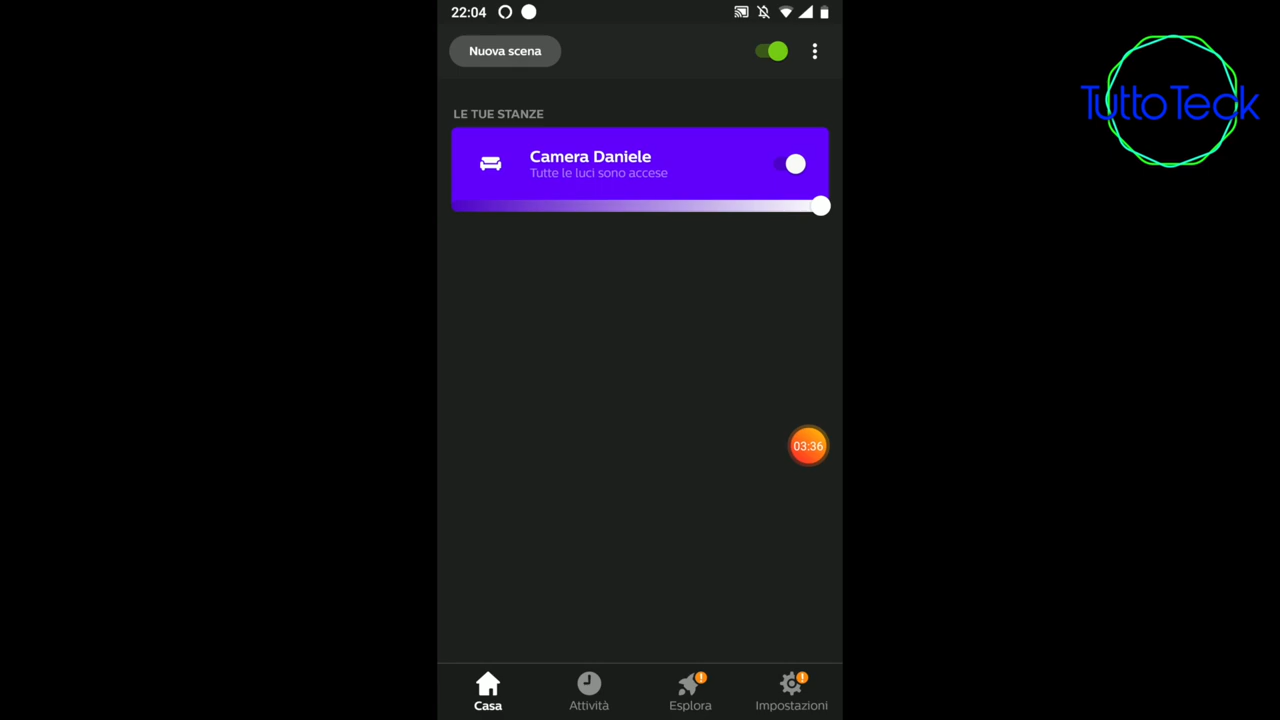 22:04
Nuova scena
TuttoTeck
LE TUE STANZE
Camera Daniele
Tutte le luci sono accese
03:36
Casa
Attività
Esplora
Impostazioni